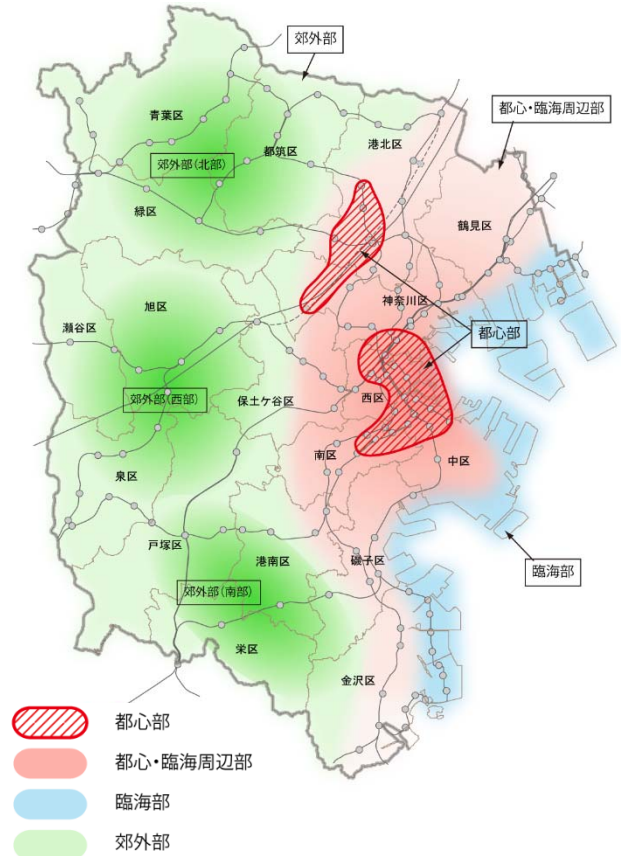 郊外部
都心・臨海周辺部
青葉区
都筑区
港北区
郊外部(北部)
緑区
鶴見区
神奈川区
旭区
瀬谷区
都心部
郊外部(西部)
保土ケ谷区
西区
南区
中区
泉区
戸塚区
港南区
磯子区
臨海部
郊外部(南部)
栄区
金沢区
都心部
都心・臨海周辺部
臨海部
郊外部